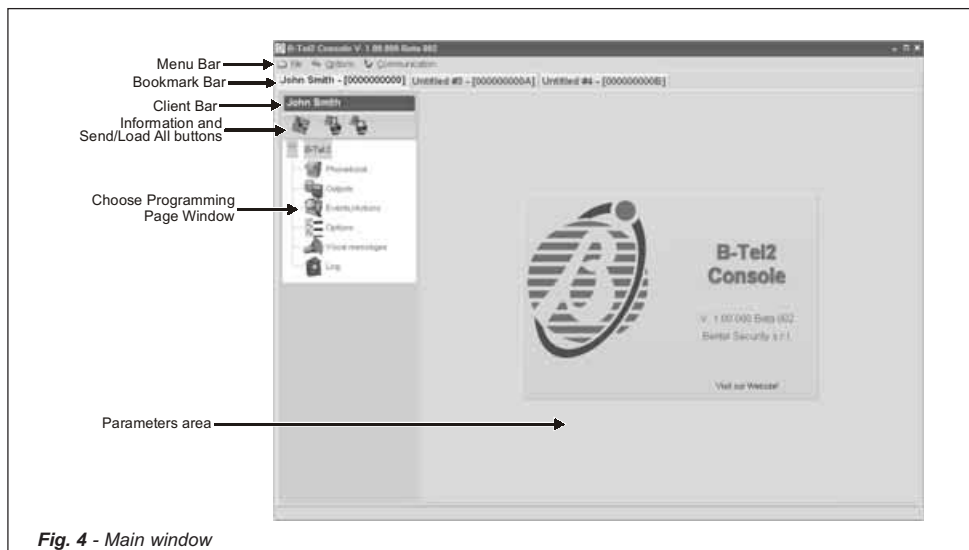 B-Tel2 Console V. 1.00.000 Beta 002
File Options Communication
John Smith - [0000000000] Untitled #3 - [000000000A] Untitled #4 - [000000000B]
Menu Bar
Bookmark Bar
Client Bar
Information and
Send/Load All buttons
Choose Programming
Page Window
Parameters area
John Smith
B-Tel2
Phonebook
Outputs
Events/Actions
Options
Voice messages
Log
B-Tel2
Console
V. 1.00.000 Beta 002
Bentel Security s.r.l.
Visit our Website!
Fig. 4 - Main window